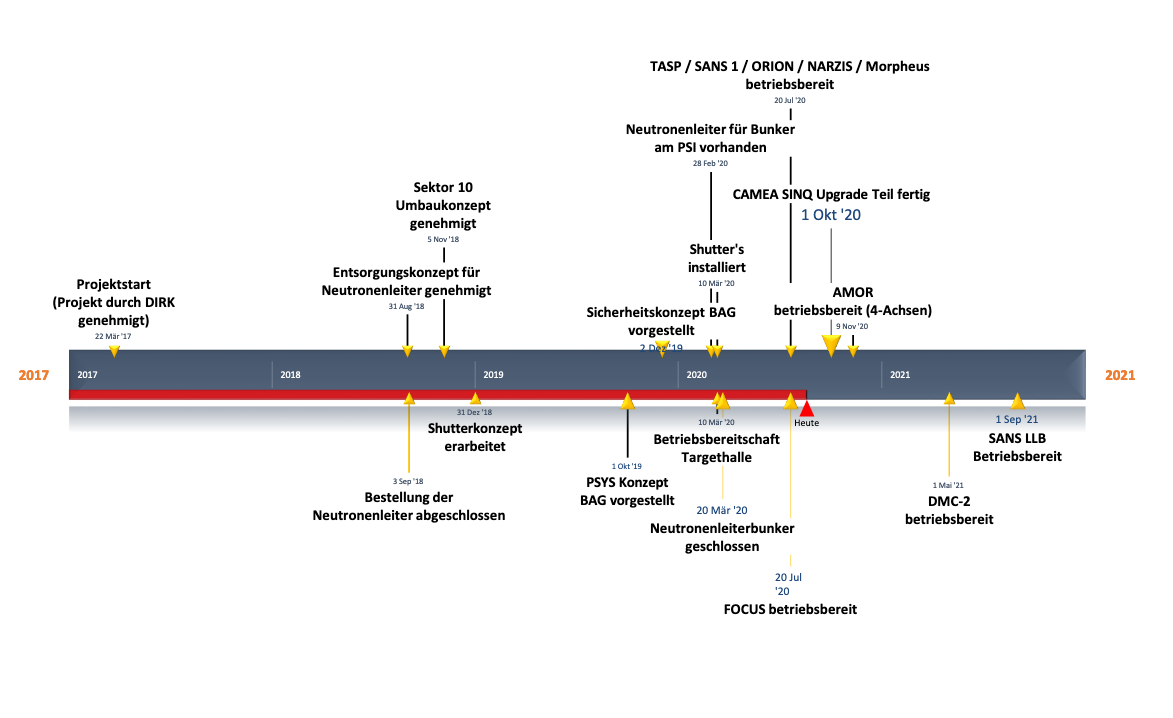 TASP / SANS 1 / ORION / NARZIS / Morpheus
betriebsbereit
20 Jul '20
Neutronenleiter für Bunker
am PSI vorhanden
28 Feb '20
Sektor 10
Umbaukonzept
genehmigt
5 Nov '18
CAMEA SINQ Upgrade Teil fertig
1 Okt '20
Shutter's
installiert
10 Mär '20
Entsorgungskonzept für
Neutronenleiter genehmigt
31 Aug '18
Projektstart
(Projekt durch DIRK
genehmigt)
22 Mär '17
AMOR
betriebsbereit (4-Achsen)
9 Nov '20
Sicherheitskonzept BAG
vorgestellt
2 Dez '19
2017
2017
2018
2019
2020
2021
2021
31 Dez '18
Shutterkonzept
erarbeitet
10 Mär '20
Betriebsbereitschaft
Targethalle
Heute
1 Sep '21
SANS LLB
Betriebsbereit
1 Okt '19
PSYS Konzept
BAG vorgestellt
3 Sep '18
Bestellung der
Neutronenleiter abgeschlossen
1 Mai '21
DMC-2
betriebsbereit
20 Mär '20
Neutronenleiterbunker
geschlossen
20 Jul
'20
FOCUS betriebsbereit